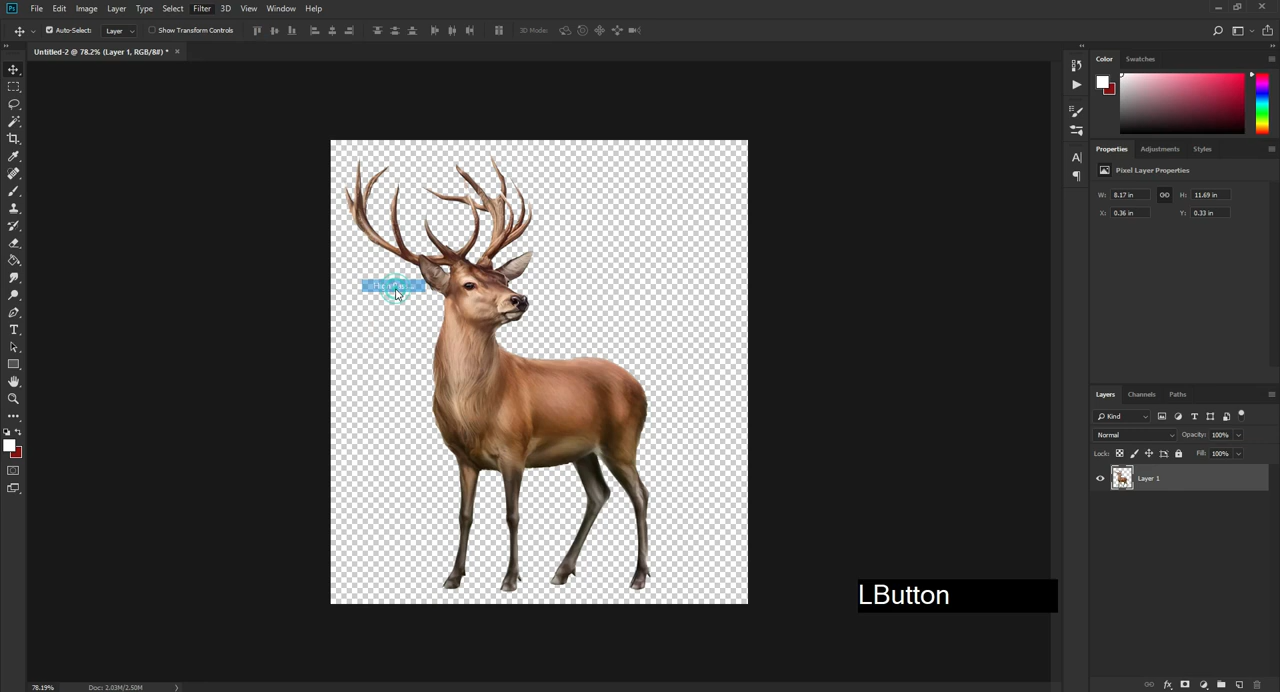 Ps File Edit Image Layer Type Select Filter 3D View Window Help
Auto-Select: Layer Show Transform Controls 3D Mode:
Untitled-2 @ 78.2% (Layer 1, RGB/8#) * ×
Color Swatches
Properties Adjustments Styles
Pixel Layer Properties
W: 8.17 in H: 11.69 in
X: 0.36 in Y: 0.33 in
High Pass...
Layers Channels Paths
Kind
Normal Opacity: 100%
Lock: Fill: 100%
Layer 1
LButton
78.19% Doc: 2.03M/2.50M